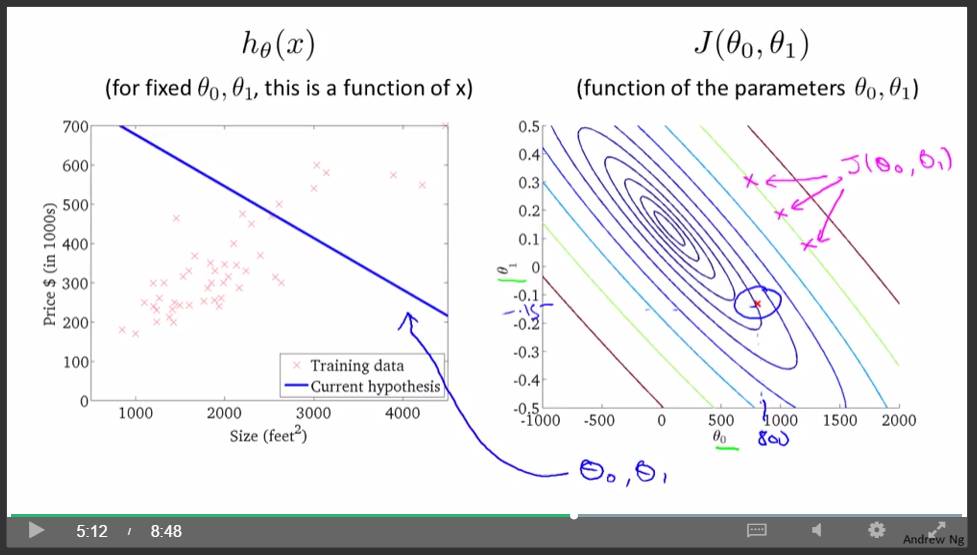 hθ(x)
(for fixed θ0, θ1, this is a function of x)
700
600
500
400
300
200
100
0
Price $ (in 1000s)
1000
2000
3000
4000
Size (feet²)
Training data
Current hypothesis
J(θ0, θ1)
(function of the parameters θ0, θ1)
0.5
0.4
0.3
0.2
0.1
0
-0.1
-0.2
-0.3
-0.4
-0.5
θ1
-.15
-1000
-500
0
500
1000
1500
2000
θ0
800
J(θ0, θ1)
θ0, θ1
5:12 / 8:48
Andrew Ng